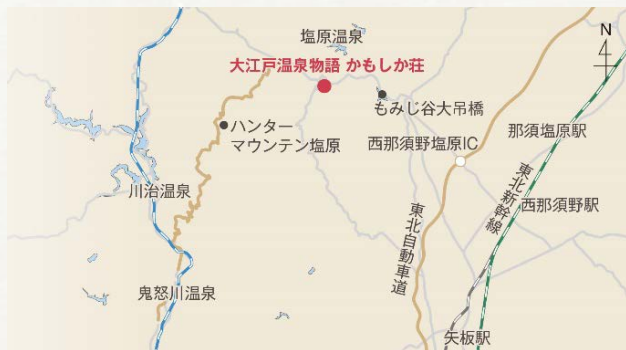 塩原温泉
N
大江戸温泉物語 かもしか荘
もみじ谷大吊橋
ハンター
マウンテン塩原
西那須野塩原IC
那須塩原駅
川治温泉
東北新幹線
西那須野駅
東北自動車道
鬼怒川温泉
矢板駅